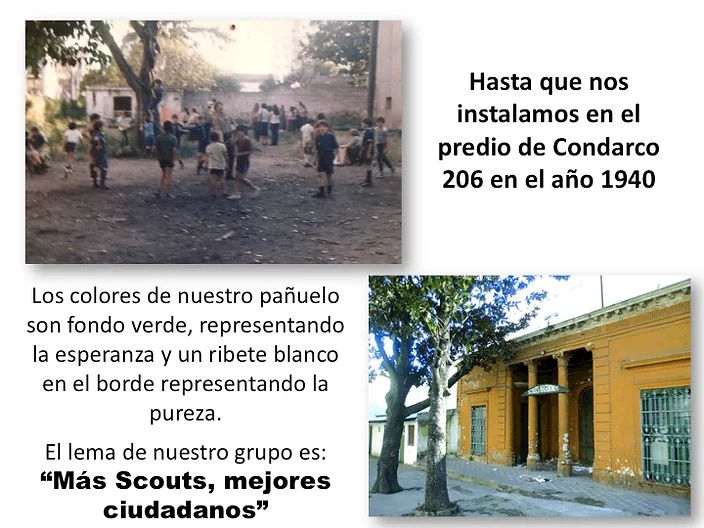 Hasta que nos
instalamos en el
predio de Condarco
206 en el año 1940
Los colores de nuestro pañuelo
son fondo verde, representando
la esperanza y un ribete blanco
en el borde representando la
pureza.
El lema de nuestro grupo es:
“Más Scouts, mejores
ciudadanos”